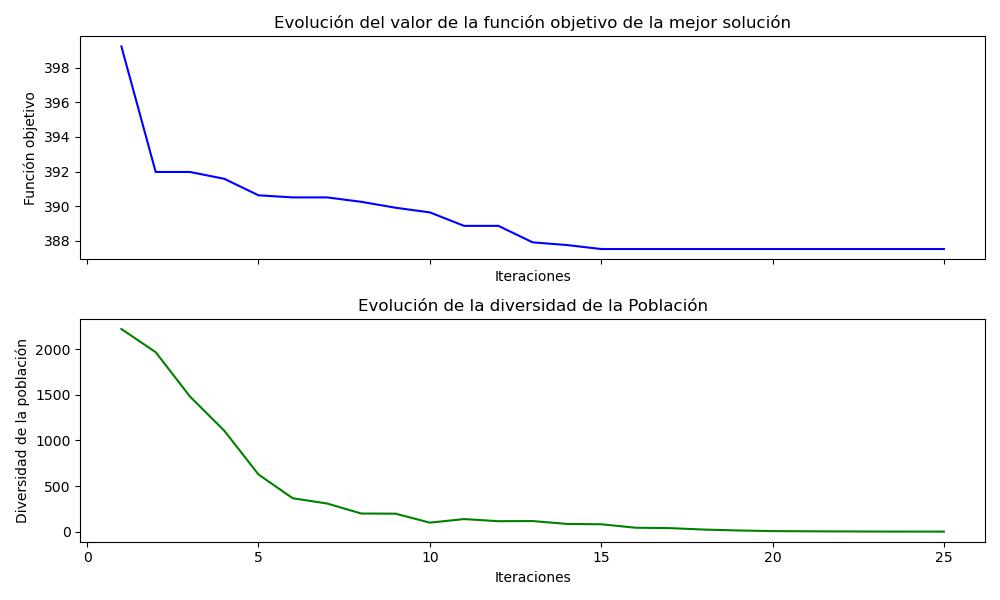 Evolución del valor de la función objetivo de la mejor solución
Función objetivo
398
396
394
392
390
388
Iteraciones
Evolución de la diversidad de la Población
Diversidad de la población
2000
1500
1000
500
0
0 5 10 15 20 25
Iteraciones